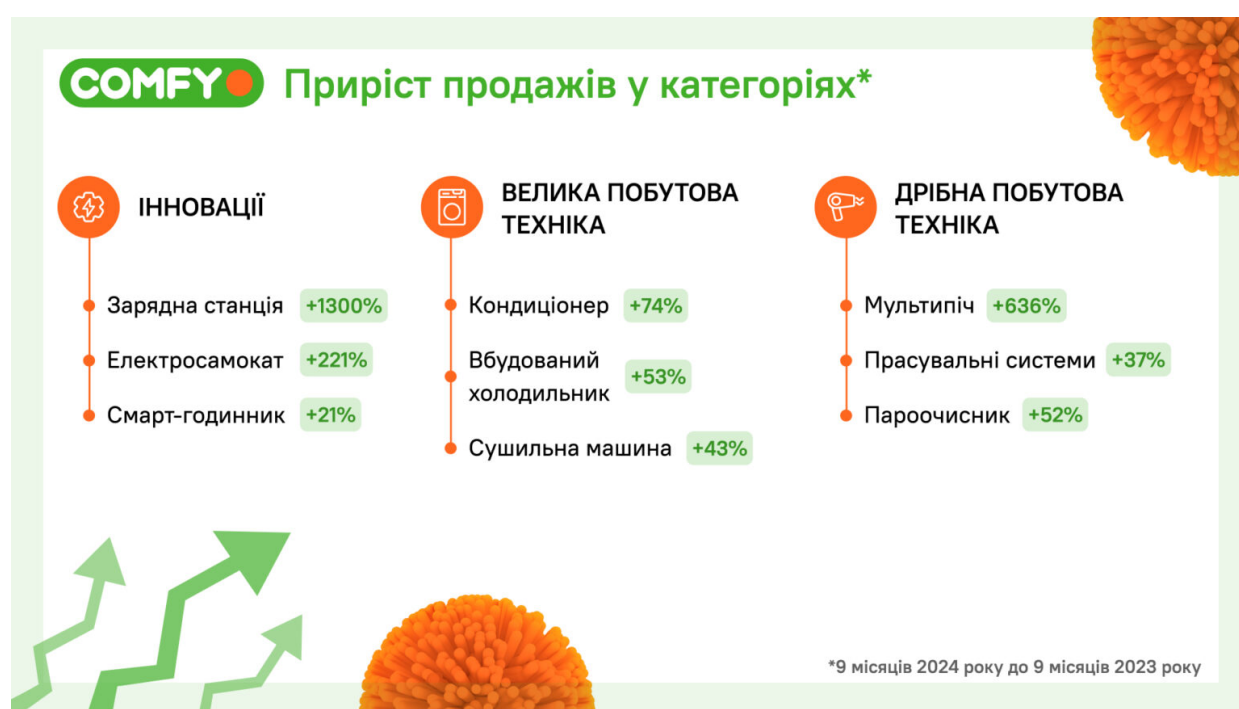 COMFY Приріст продажів у категоріях*
ІННОВАЦІЇ
Зарядна станція +1300%
Електросамокат +221%
Смарт-годинник +21%
ВЕЛИКА ПОБУТОВА
ТЕХНІКА
Кондиціонер +74%
Вбудований
холодильник +53%
Сушильна машина +43%
ДРІБНА ПОБУТОВА
ТЕХНІКА
Мультипіч +636%
Прасувальні системи +37%
Пароочисник +52%
*9 місяців 2024 року до 9 місяців 2023 року